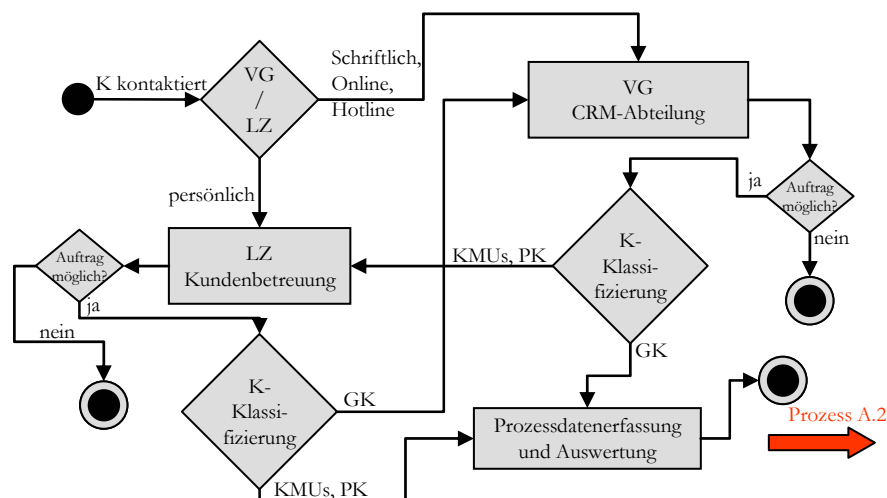 K kontaktiert
VG
/
LZ
Schriftlich,
Online,
Hotline
VG
CRM-Abteilung
persönlich
ja
Auftrag
möglich?
nein
LZ
Kundenbetreuung
KMUs, PK
K-
Klassi-
fizierung
Auftrag
möglich?
ja
nein
GK
K-
Klassi-
fizierung
GK
Prozessdatenerfassung
und Auswertung
Prozess A.2
KMUs, PK